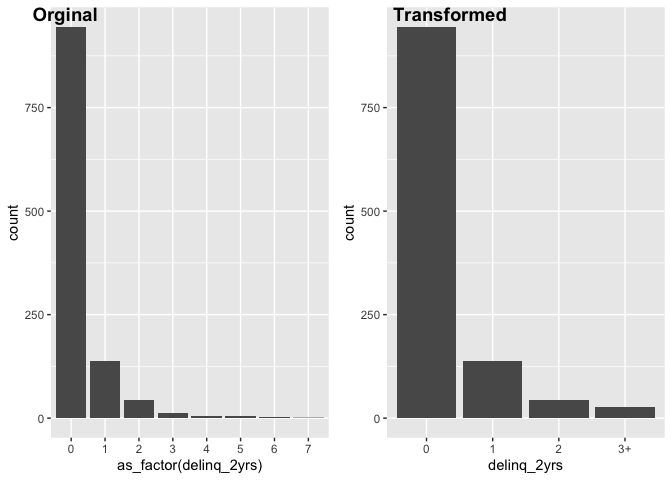 Orginal
count
750
500
250
0
0 1 2 3 4 5 6 7
as_factor(delinq_2yrs)
Transformed
count
750
500
250
0
0 1 2 3+
delinq_2yrs